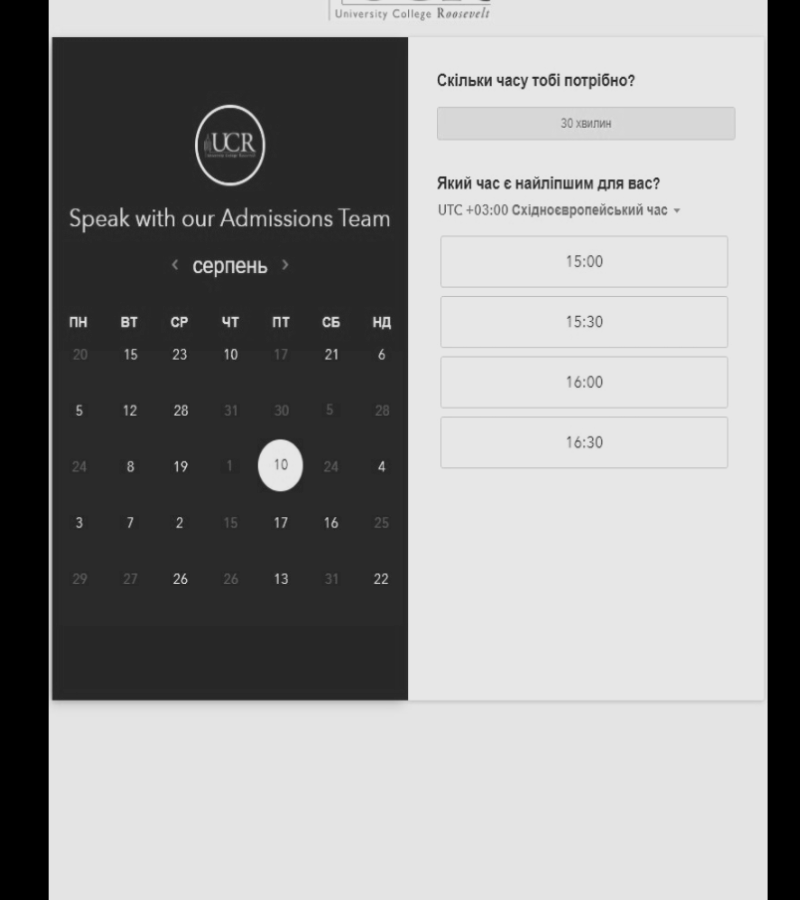 University College Roosevelt
UCR
Speak with our Admissions Team
‹ серпень ›
ПН ВТ СР ЧТ ПТ СБ НД
20 15 23 10 17 21 6
5 12 28 31 30 5 28
24 8 19 1 10 24 4
3 7 2 15 17 16 25
29 27 26 26 13 31 22
Скільки часу тобі потрібно?
30 хвилин
Який час є найліпшим для вас?
UTC +03:00 Східноєвропейський час
15:00
15:30
16:00
16:30